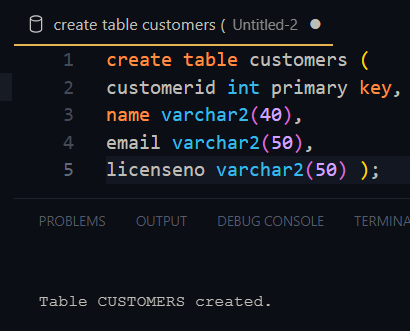 create table customers ( Untitled-2
1 create table customers (
2 customerid int primary key,
3 name varchar2(40),
4 email varchar2(50),
5 licenseno varchar2(50) );
PROBLEMS OUTPUT DEBUG CONSOLE TERMINA
Table CUSTOMERS created.